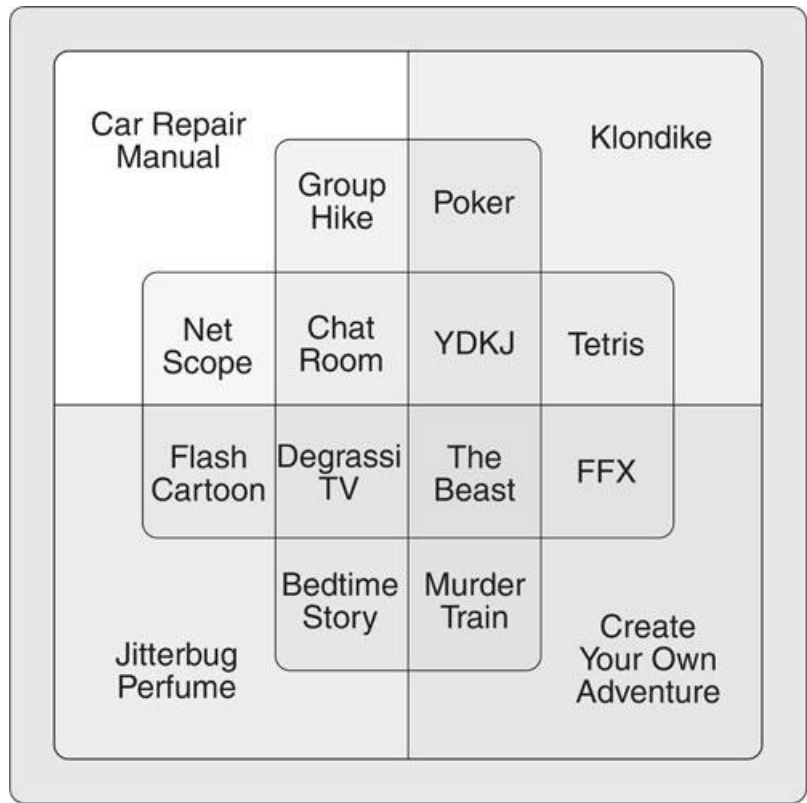 Car Repair
Manual
Klondike
Group
Hike
Poker
Net
Scope
Chat
Room
YDKJ
Tetris
Flash
Cartoon
Degrassi
TV
The
Beast
FFX
Bedtime
Story
Murder
Train
Jitterbug
Perfume
Create
Your Own
Adventure